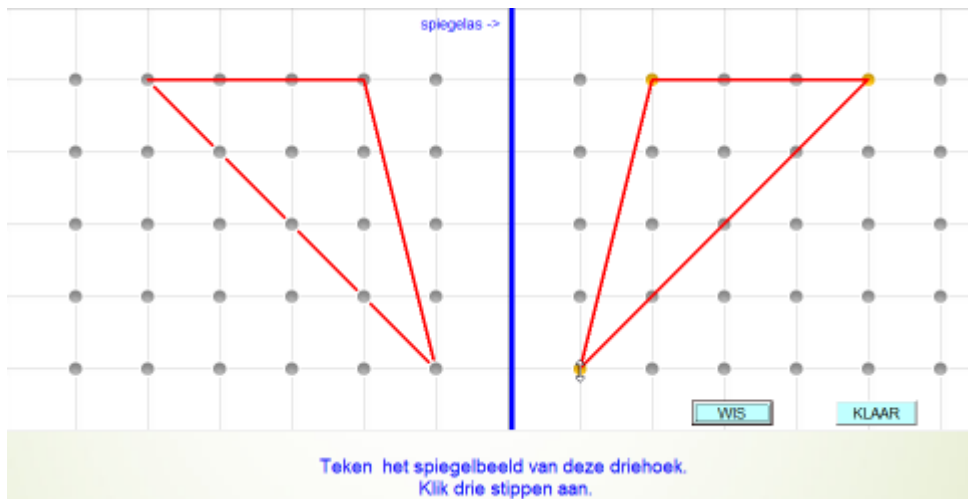 spiegelas ->
WIS
KLAAR
Teken het spiegelbeeld van deze driehoek.
Klik drie stippen aan.